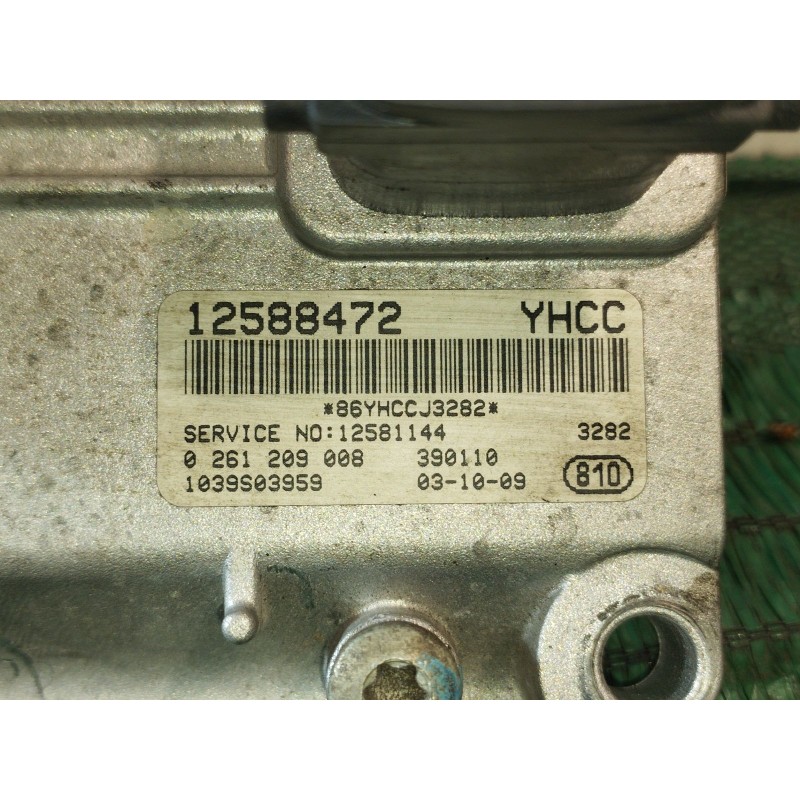 12588472 YHCC
*86YHCCJ3282*
SERVICE NO:12581144 3282
0 261 209 008 390110
1039S03959 03-10-09 810